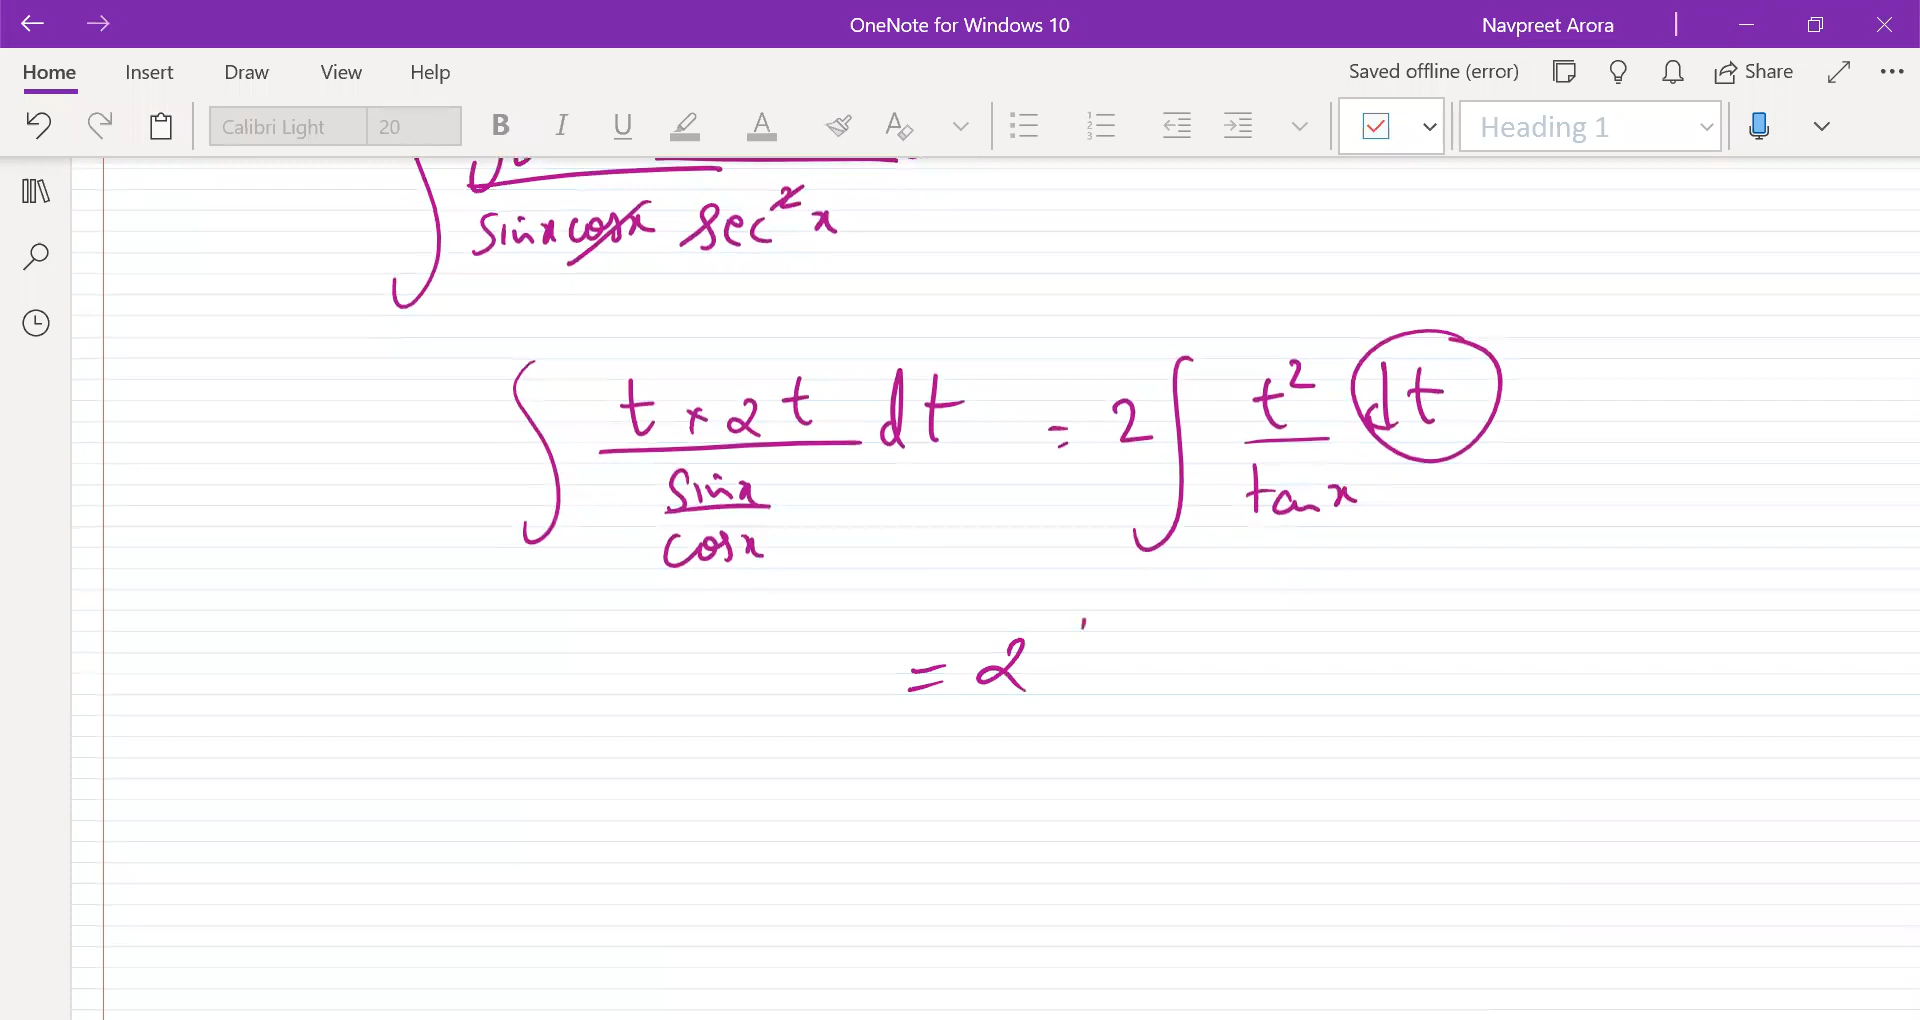 OneNote for Windows 10 Navpreet Arora
Home Insert Draw View Help Saved offline (error) Share
Calibri Light 20 B I U A A Heading 1
sinx cosx sec²x
∫ (t × 2t)/(sinx/cosx) dt = 2 ∫ t²/tanx dt
= 2